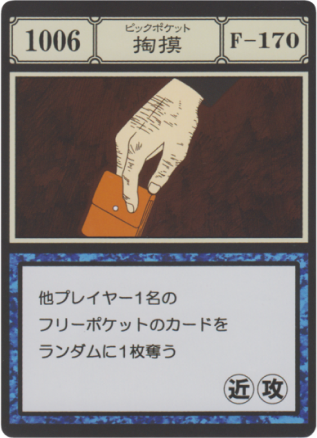 1006
ピックポケット
掏摸
F-170
他プレイヤー1名の
フリーポケットのカードを
ランダムに1枚奪う
近 攻